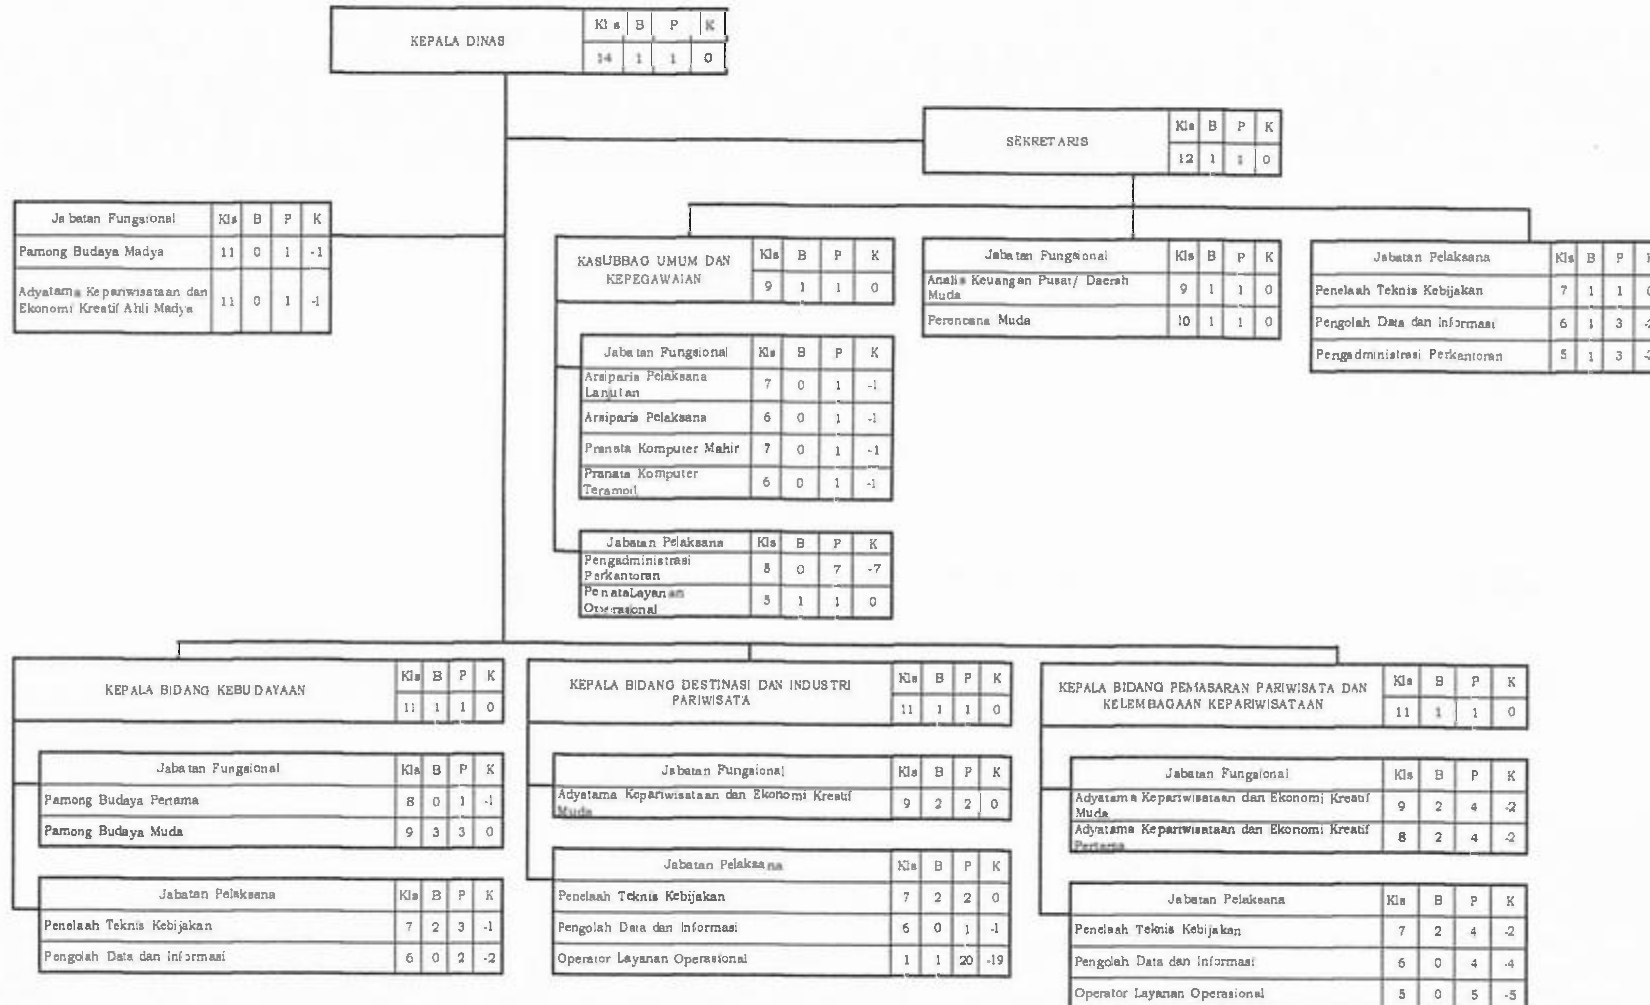 KEPALA DINAS
Kls B P K
14 1 1 0
SEKRETARIS
Kls B P K
12 1 1 0
Jabatan Fungsional Kls B P K
Pamong Budaya Madya 11 0 1 -1
Adyatama Kepariwisataan dan
Ekonomi Kreatif Ahli Madya 11 0 1 -1
KASUBBAG UMUM DAN
KEPEGAWAIAN
Kls B P K
9 1 1 0
Jabatan Fungsional Kls B P K
Analis Keuangan Pusat/ Daerah
Muda 9 1 1 0
Perencana Muda 10 1 1 0
Jabatan Pelaksana Kls B P
Penelaah Teknis Kebijakan 7 1 1
Pengolah Data dan Informasi 6 1 3
Pengadministrasi Perkantoran 5 1 3
Jabatan Fungsional Kls B P K
Arsiparis Pelaksana
Lanjutan 7 0 1 -1
Arsiparis Pelaksana 6 0 1 -1
Pranata Komputer Mahir 7 0 1 -1
Pranata Komputer
Terampil 6 0 1 -1
Jabatan Pelaksana Kls B P K
Pengadministrasi
Perkantoran 0 7 -7
PenataLayanan
Operasional 5 1 1 0
KEPALA BIDANG KEBUDAYAAN
Kls B P K
11 1 1 0
Jabatan Fungsional Kls B P K
Pamong Budaya Pertama 8 0 1 -1
Pamong Budaya Muda 9 3 3 0
Jabatan Pelaksana Kls B P K
Penelaah Teknis Kebijakan 7 2 3 -1
Pengolah Data dan Informasi 6 0 2 -2
KEPALA BIDANG DESTINASI DAN INDUSTRI
PARIWISATA
Kls B P K
11 1 1 0
Jabatan Fungsional Kls B P K
Adyatama Kepariwisataan dan Ekonomi Kreatif
Muda 9 2 2 0
Jabatan Pelaksana Kls B P K
Penelaah Teknis Kebijakan 7 2 2 0
Pengolah Data dan Informasi 6 0 1 -1
Operator Layanan Operasional 1 1 20 -19
KEPALA BIDANG PEMASARAN PARIWISATA DAN
KELEMBAGAAN KEPARIWISATAAN
Kls B P K
11 1 1 0
Jabatan Fungsional Kls B P K
Adyatama Kepariwisataan dan Ekonomi Kreatif
Muda 9 2 4 -2
Adyatama Kepariwisataan dan Ekonomi Kreatif
Pertama 8 2 4 -2
Jabatan Pelaksana Kls B P K
Penelaah Teknis Kebijakan 7 2 4 -2
Pengolah Data dan Informasi 6 0 4 -4
Operator Layanan Operasional 5 0 5 -5